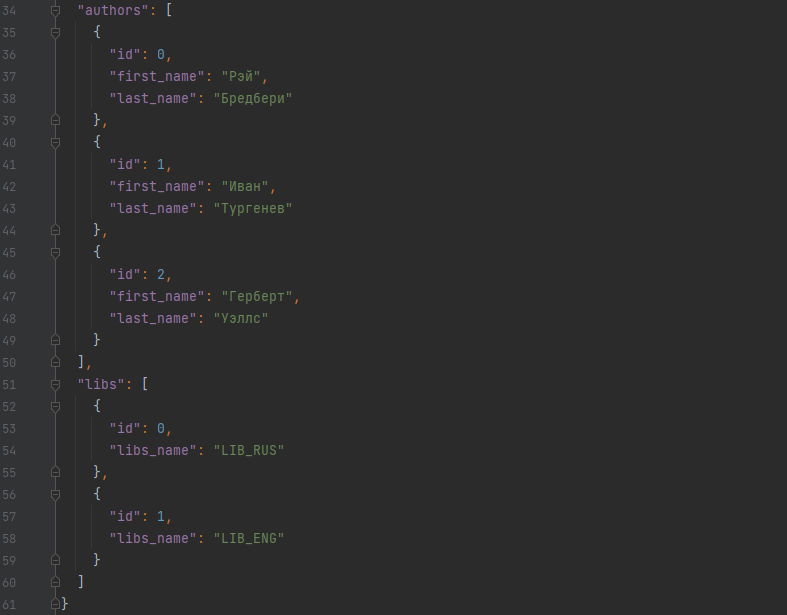 34 "authors": [
35 {
36 "id": 0,
37 "first_name": "Рэй",
38 "last_name": "Бредбери"
39 },
40 {
41 "id": 1,
42 "first_name": "Иван",
43 "last_name": "Тургенев"
44 },
45 {
46 "id": 2,
47 "first_name": "Герберт",
48 "last_name": "Уэллс"
49 }
50 ],
51 "libs": [
52 {
53 "id": 0,
54 "libs_name": "LIB_RUS"
55 },
56 {
57 "id": 1,
58 "libs_name": "LIB_ENG"
59 }
60 ]
61 }